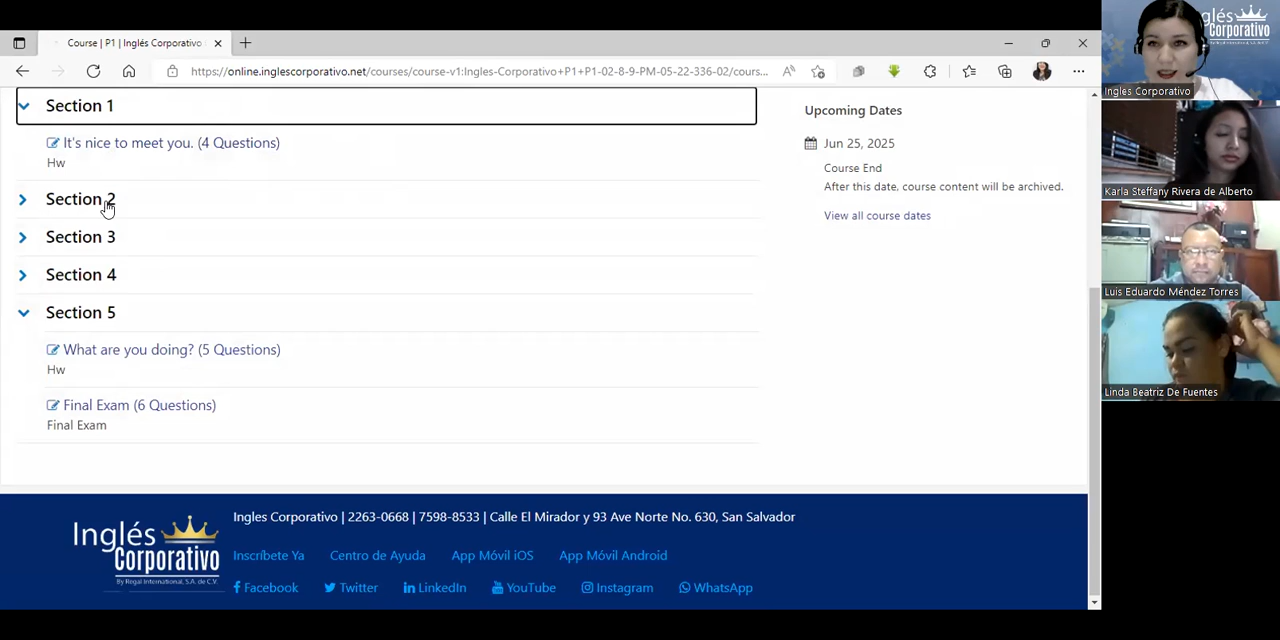 Course | P1 | Inglés Corporativo
https://online.inglescorporativo.net/courses/course-v1:Ingles-Corporativo+P1+P1-02-8-9-PM-05-22-336-02/cours...
Section 1
It's nice to meet you. (4 Questions)
Hw
Section 2
Section 3
Section 4
Section 5
What are you doing? (5 Questions)
Hw
Final Exam (6 Questions)
Final Exam
Upcoming Dates
Jun 25, 2025
Course End
After this date, course content will be archived.
View all course dates
Inglés
Corporativo
By Regal International, S.A. de C.V.
Ingles Corporativo | 2263-0668 | 7598-8533 | Calle El Mirador y 93 Ave Norte No. 630, San Salvador
Inscríbete Ya
Centro de Ayuda
App Móvil iOS
App Móvil Android
Facebook
Twitter
LinkedIn
YouTube
Instagram
WhatsApp
glés
Corporativo
Ingles Corporativo
Karla Steffany Rivera de Alberto
Luis Eduardo Méndez Torres
Linda Beatriz De Fuentes